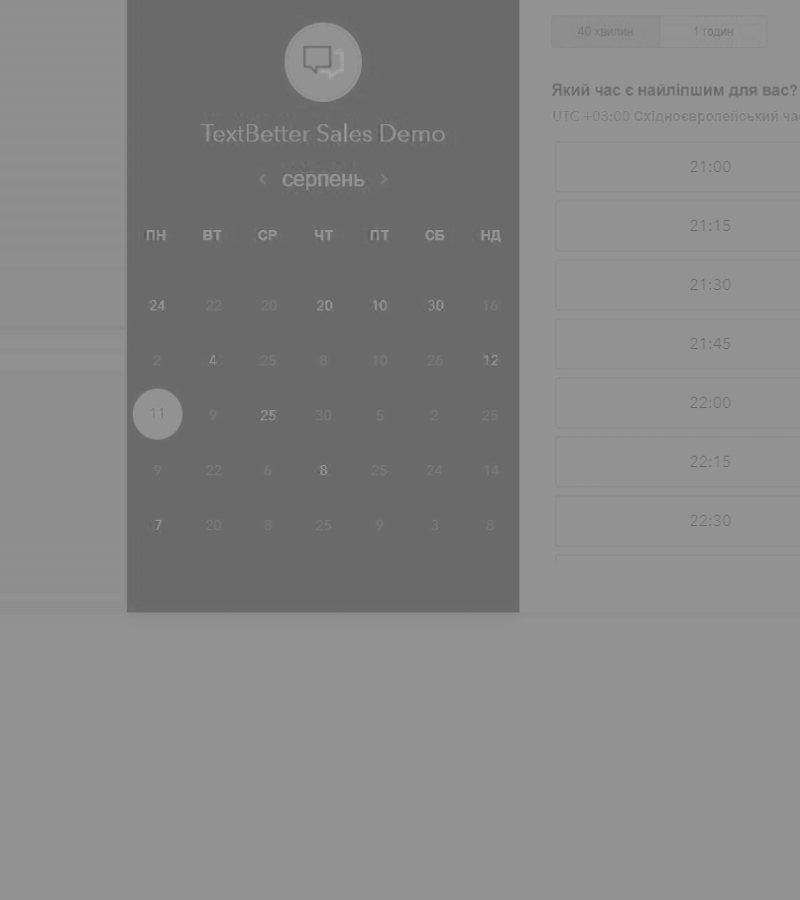 TextBetter Sales Demo
‹ серпень ›
ПН ВТ СР ЧТ ПТ СБ НД
24 22 20 20 10 30 16
2 4 25 8 10 26 12
11 9 25 30 5 2 25
9 22 6 8 25 24 14
7 20 8 25 9 3 8
40 хвилин 1 годин
Який час є найліпшим для вас?
UTC +03:00 Східноєвропейський ча
21:00
21:15
21:30
21:45
22:00
22:15
22:30